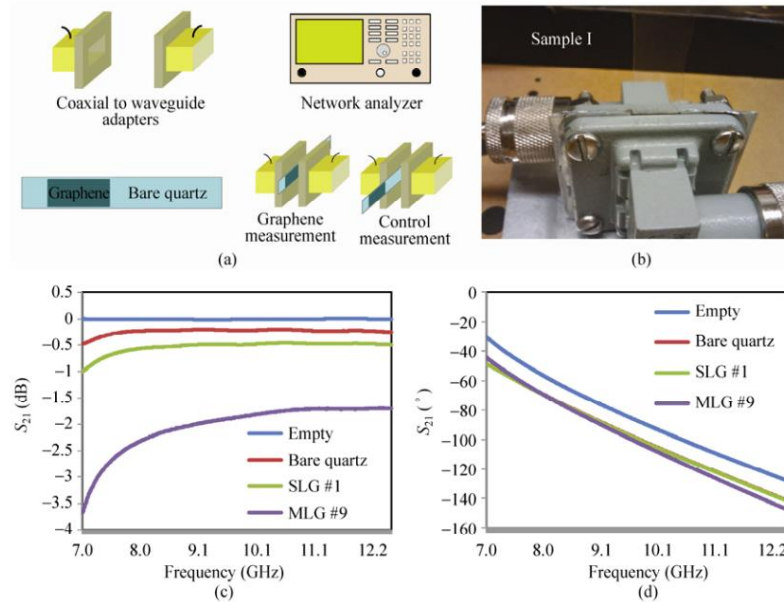 Coaxial to waveguide
adapters
Network analyzer
Graphene
Bare quartz
Graphene
measurement
Control
measurement
(a)
Sample I
(b)
0.5
0
−0.5
−1
−1.5
−2
−2.5
−3
−3.5
−4
S21 (dB)
Empty
Bare quartz
SLG #1
MLG #9
7.0 8.0 9.1 10.1 11.1 12.2
Frequency (GHz)
(c)
0
−20
−40
−60
−80
−100
−120
−140
−160
S21 (°)
Empty
Bare quartz
SLG #1
MLG #9
7.0 8.0 9.1 10.1 11.1 12.2
Frequency (GHz)
(d)